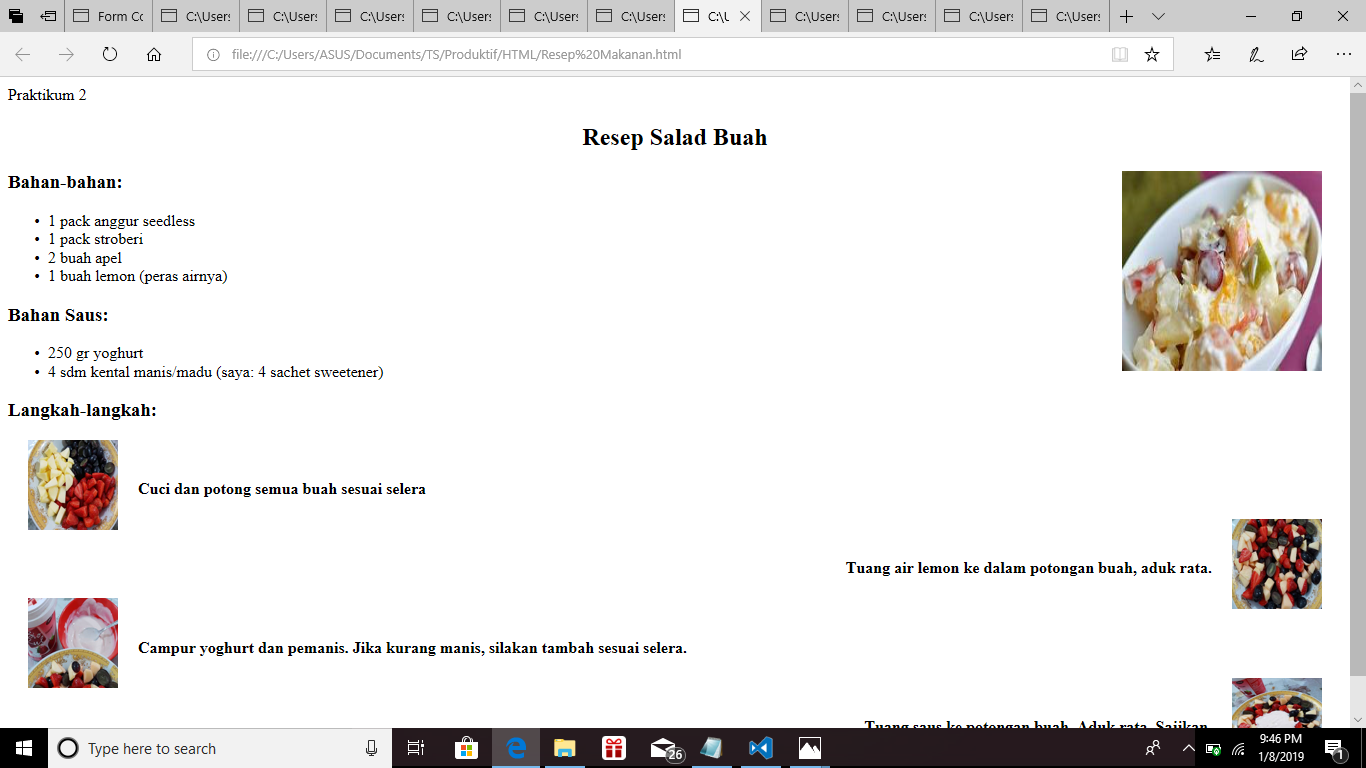 Form Co
C:\Users
C:\Users
C:\Users
C:\Users
C:\Users
C:\Users
C:\U
C:\Users
C:\Users
C:\Users
C:\Users
file:///C:/Users/ASUS/Documents/TS/Produktif/HTML/Resep%20Makanan.html
Praktikum 2
Resep Salad Buah
Bahan-bahan:
• 1 pack anggur seedless
• 1 pack stroberi
• 2 buah apel
• 1 buah lemon (peras airnya)
Bahan Saus:
• 250 gr yoghurt
• 4 sdm kental manis/madu (saya: 4 sachet sweetener)
Langkah-langkah:
Cuci dan potong semua buah sesuai selera
Tuang air lemon ke dalam potongan buah, aduk rata.
Campur yoghurt dan pemanis. Jika kurang manis, silakan tambah sesuai selera.
Tuang saus ke potongan buah. Aduk rata. Sajikan.
Type here to search
26
9:46 PM
1/8/2019
1